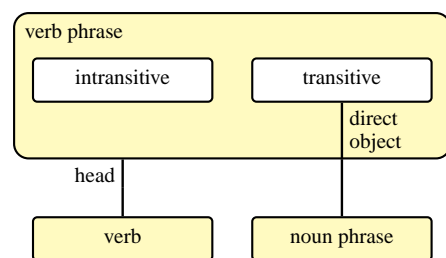 verb phrase
intransitive
transitive
direct
object
head
verb
noun phrase